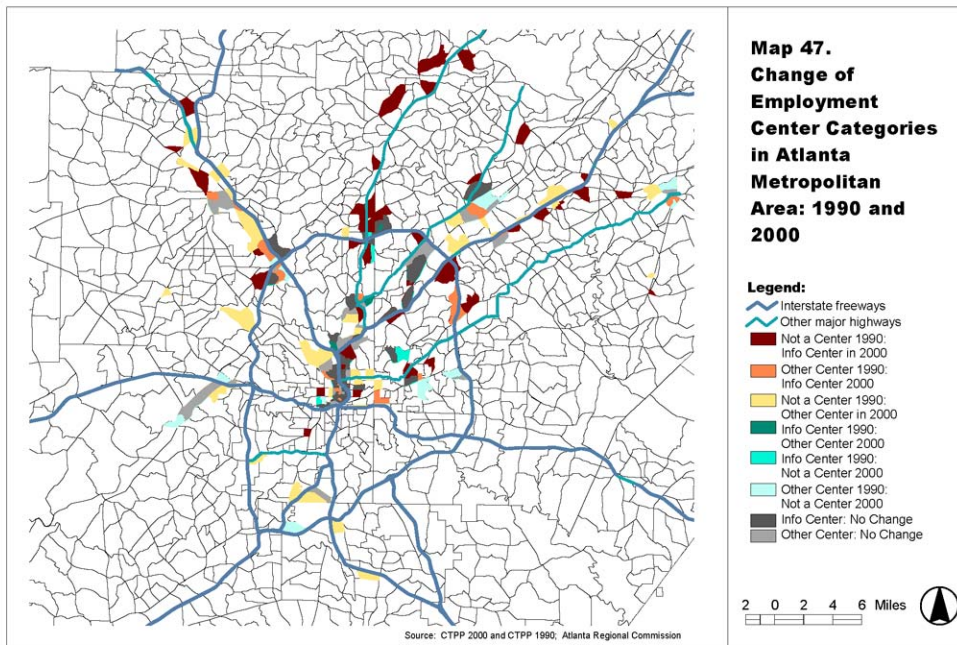 Map 47.
Change of
Employment
Center Categories
in Atlanta
Metropolitan
Area: 1990 and
2000
Legend:
Interstate freeways
Other major highways
Not a Center 1990:
Info Center in 2000
Other Center 1990:
Info Center 2000
Not a Center 1990:
Other Center in 2000
Info Center 1990:
Other Center 2000
Info Center 1990:
Not a Center 2000
Other Center 1990:
Not a Center 2000
Info Center: No Change
Other Center: No Change
2 0 2 4 6 Miles
Source: CTPP 2000 and CTPP 1990; Atlanta Regional Commission